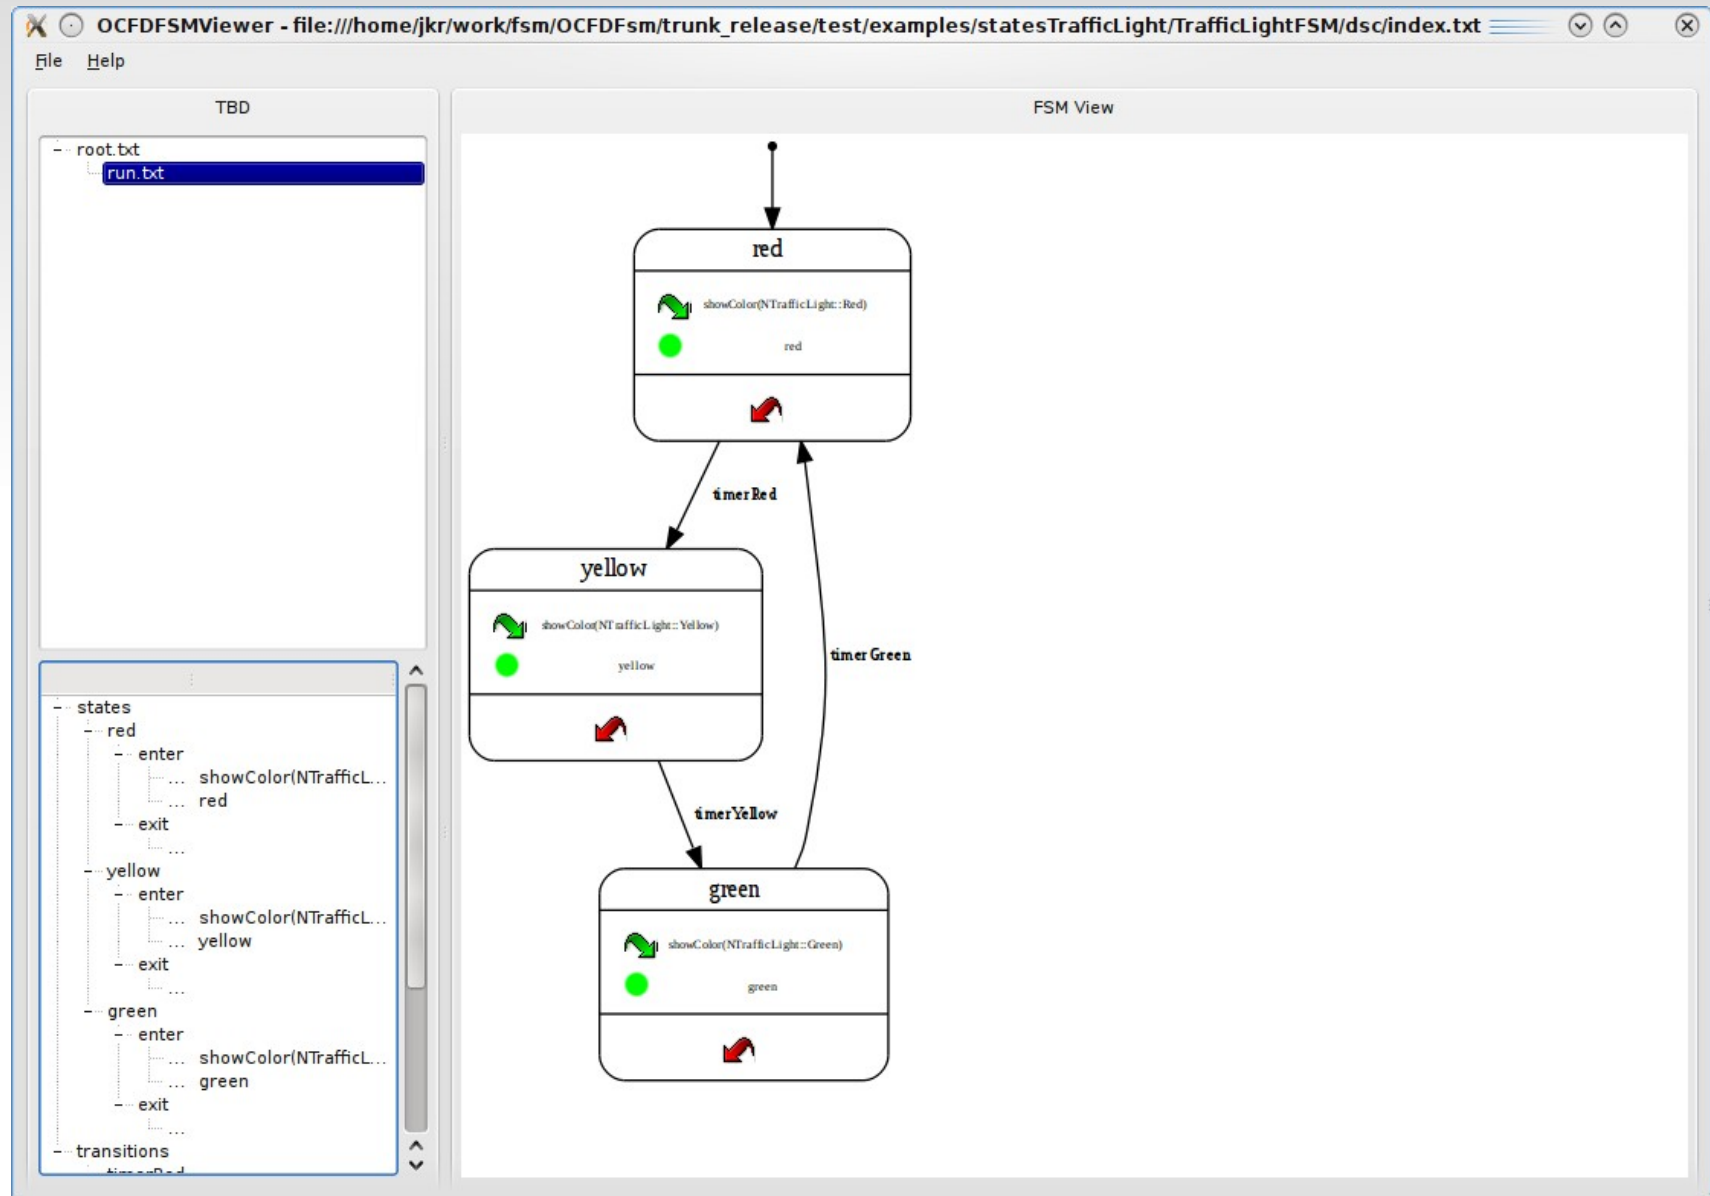 OCFDFSMViewer - file:///home/jkr/work/fsm/OCFDFsm/trunk_release/test/examples/statesTrafficLight/TrafficLightFSM/dsc/index.txt
File Help
TBD
root.txt
run.txt
states
red
enter
... showColor(NTrafficL...
... red
exit
...
yellow
enter
... showColor(NTrafficL...
... yellow
exit
...
green
enter
... showColor(NTrafficL...
... green
exit
...
transitions
timerRed
FSM View
red
showColor(NTrafficLight::Red)
red
timerRed
yellow
showColor(NTrafficLight::Yellow)
yellow
timerGreen
timerYellow
green
showColor(NTrafficLight::Green)
green